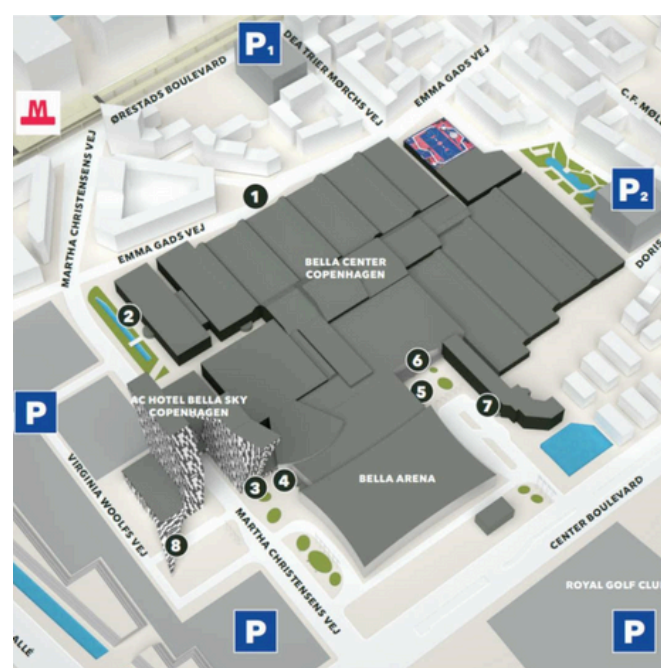 P1
DEA TRIER MØRCHS VEJ
EMMA GADS VEJ
ØRESTADS BOULEVARD
M
MARTHA CHRISTENSENS VEJ
C.F. MØL
P2
1
EMMA GADS VEJ
BELLA CENTER
COPENHAGEN
DORIS
2
6
AC HOTEL BELLA SKY
COPENHAGEN
5
7
P
VIRGINIA WOOLFS VEJ
3
4
BELLA ARENA
8
MARTHA CHRISTENSENS VEJ
CENTER BOULEVARD
ROYAL GOLF CLU
P
P
ALLÉ